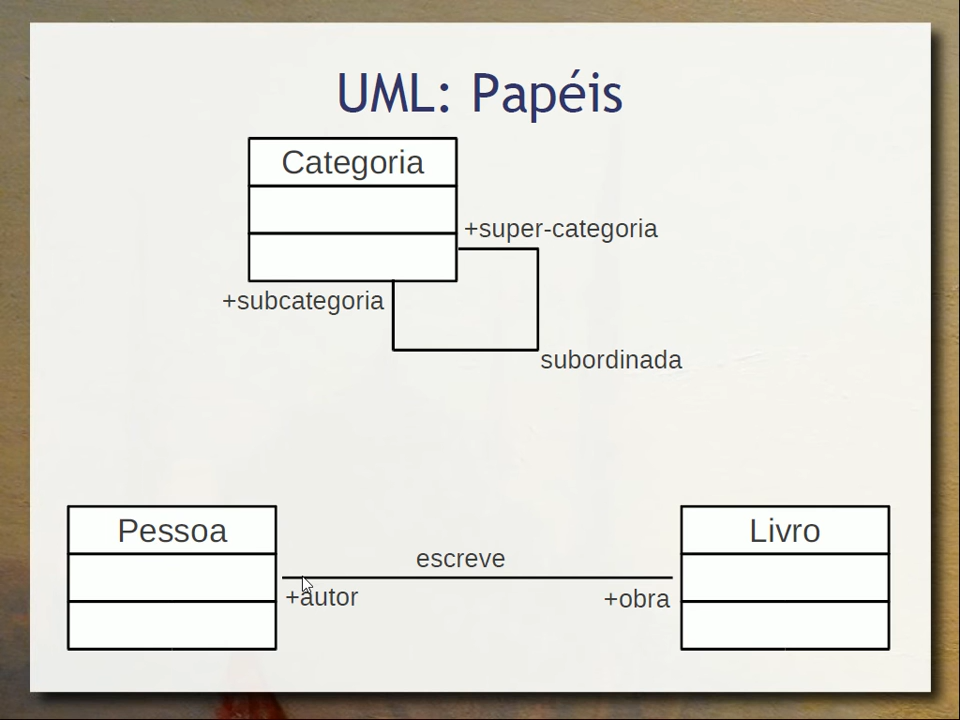 UML: Papéis
Categoria
+super-categoria
+subcategoria
subordinada
Pessoa
Livro
escreve
+autor
+obra